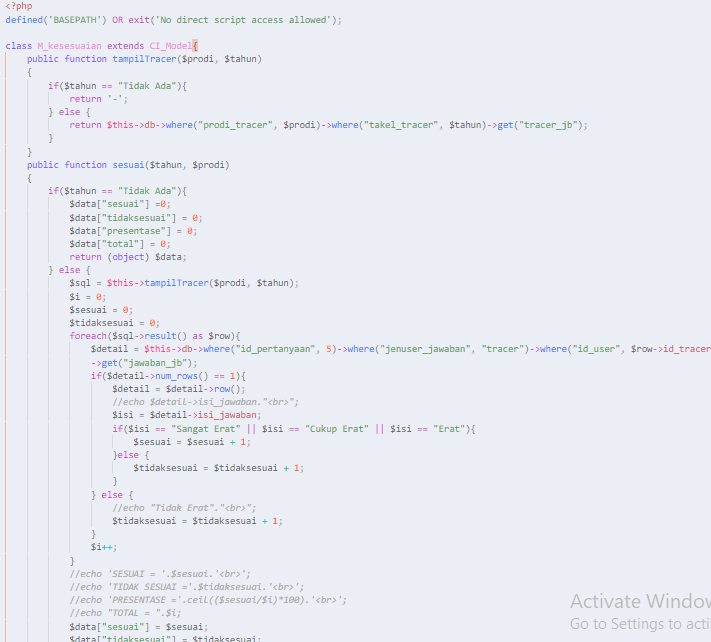 <?php
defined('BASEPATH') OR exit('No direct script access allowed');
class M_kesesuaian extends CI_Model{
public function tampilTracer($prodi, $tahun)
{
if($tahun == "Tidak Ada"){
return '-';
} else {
return $this->db->where("prodi_tracer", $prodi)->where("takel_tracer", $tahun)->get("tracer_jb");
}
}
public function sesuai($tahun, $prodi)
{
if($tahun == "Tidak Ada"){
$data["sesuai"] =0;
$data["tidaksesuai"] = 0;
$data["presentase"] = 0;
$data["total"] = 0;
return (object) $data;
} else {
$sql = $this->tampilTracer($prodi, $tahun);
$i = 0;
$sesuai = 0;
$tidaksesuai = 0;
foreach($sql->result() as $row){
$detail = $this->db->where("id_pertanyaan", 5)->where("jenuser_jawaban", "tracer")->where("id_user", $row->id_tracer
->get("jawaban_jb");
if($detail->num_rows() == 1){
$detail = $detail->row();
//echo $detail->isi_jawaban."<br>";
$isi = $detail->isi_jawaban;
if($isi == "Sangat Erat" || $isi == "Cukup Erat" || $isi == "Erat"){
$sesuai = $sesuai + 1;
}else {
$tidaksesuai = $tidaksesuai + 1;
}
} else {
//echo "Tidak Erat"."<br>";
$tidaksesuai = $tidaksesuai + 1;
}
$i++;
}
//echo 'SESUAI = '.$sesuai.'<br>';
//echo 'TIDAK SESUAI ='.$tidaksesuai.'<br>';
//echo 'PRESENTASE ='.ceil(($sesuai/$i)*100).'<br>';
//echo "TOTAL = ".$i;
$data["sesuai"] = $sesuai;
$data["tidaksesuai"] = $tidaksesuai;
Activate Window
Go to Settings to acti